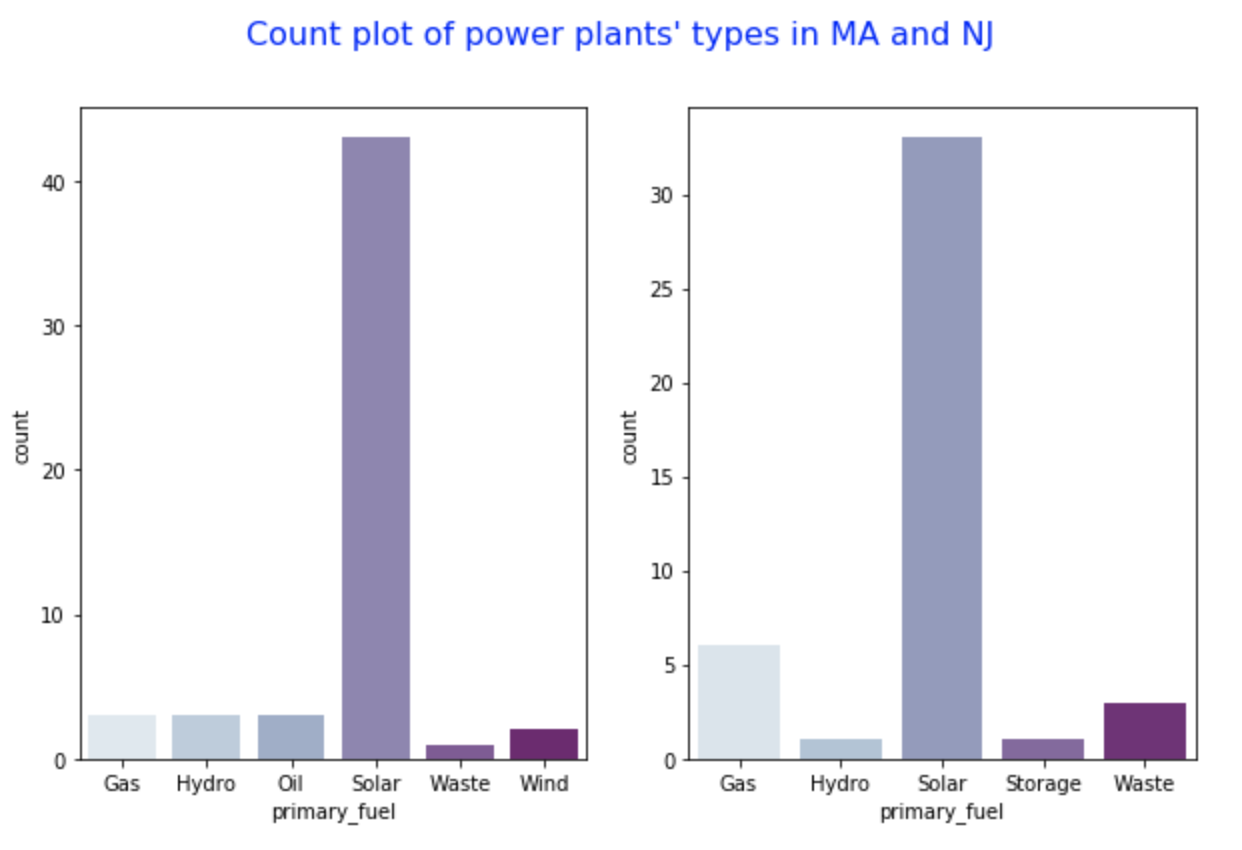 Count plot of power plants' types in MA and NJ
count
40
30
20
10
0
Gas Hydro Oil Solar Waste Wind
primary_fuel
count
30
25
20
15
10
5
0
Gas Hydro Solar Storage Waste
primary_fuel